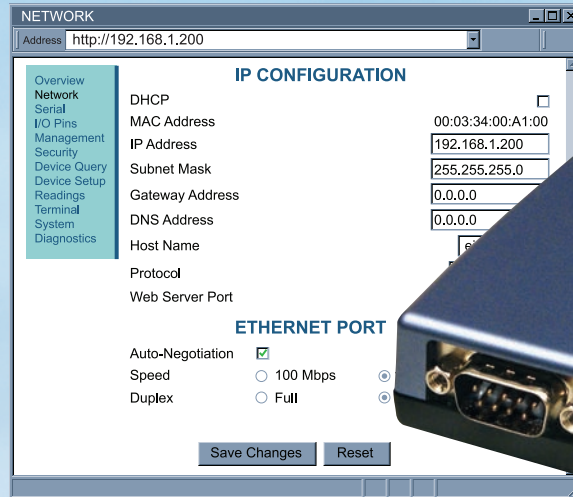 NETWORK
Address http://192.168.1.200
Overview
Network
Serial
I/O Pins
Management
Security
Device Query
Device Setup
Readings
Terminal
System
Diagnostics
IP CONFIGURATION
DHCP
MAC Address 00:03:34:00:A1:00
IP Address 192.168.1.200
Subnet Mask 255.255.255.0
Gateway Address 0.0.0.0
DNS Address 0.0.0.0
Host Name
Protocol
Web Server Port
ETHERNET PORT
Auto-Negotiation
Speed 100 Mbps
Duplex Full
Save Changes Reset